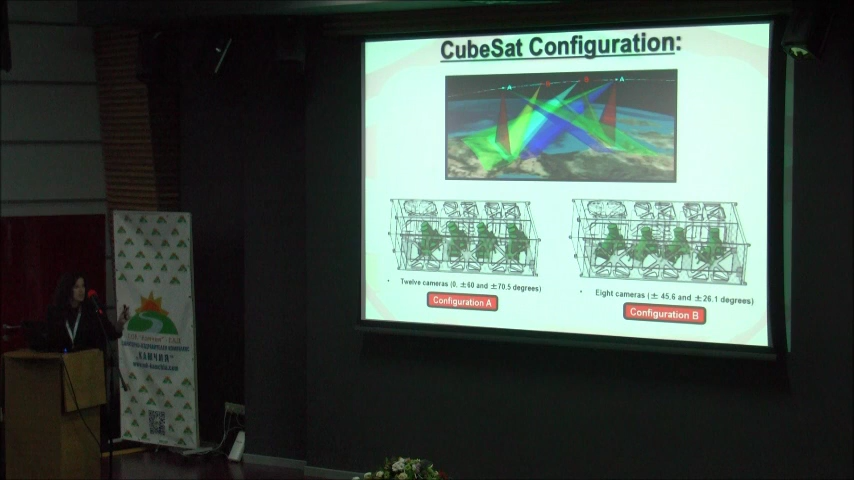 CubeSat Configuration:
A
B
B
A
• Twelve cameras (0, ±60 and ±70.5 degrees)
Configuration A
• Eight cameras (± 45.6 and ±26.1 degrees)
Configuration B
"КАМЧИЯ"